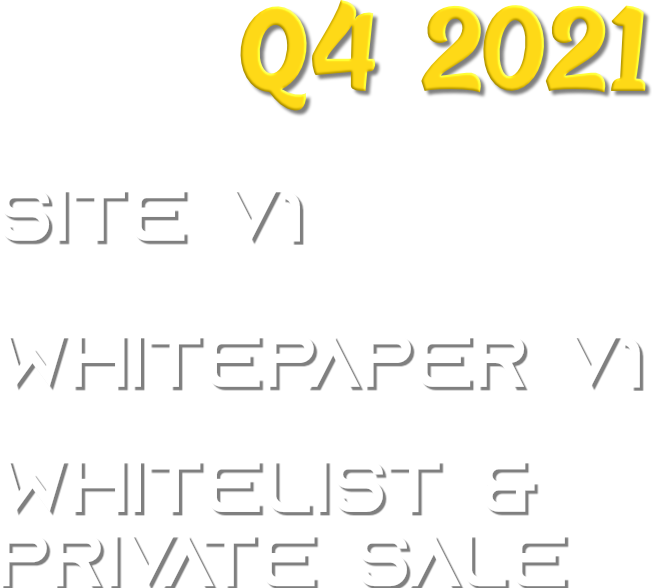 Q4 2021
SITE V1
WHITEPAPER V1
WHITELIST &
PRIVATE SALE